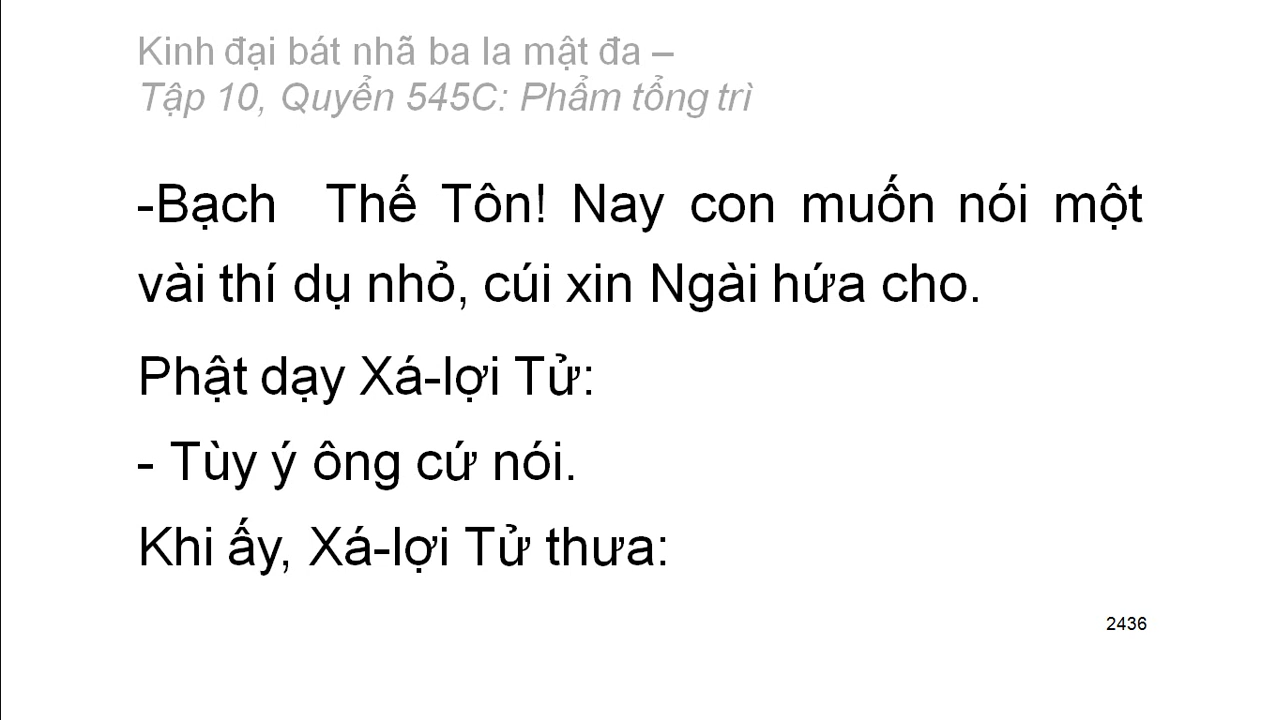 Kinh đại bát nhã ba la mật đa –
Tập 10, Quyển 545C: Phẩm tổng trì
-Bạch Thế Tôn! Nay con muốn nói một
vài thí dụ nhỏ, cúi xin Ngài hứa cho.
Phật dạy Xá-lợi Tử:
- Tùy ý ông cứ nói.
Khi ấy, Xá-lợi Tử thưa:
2436